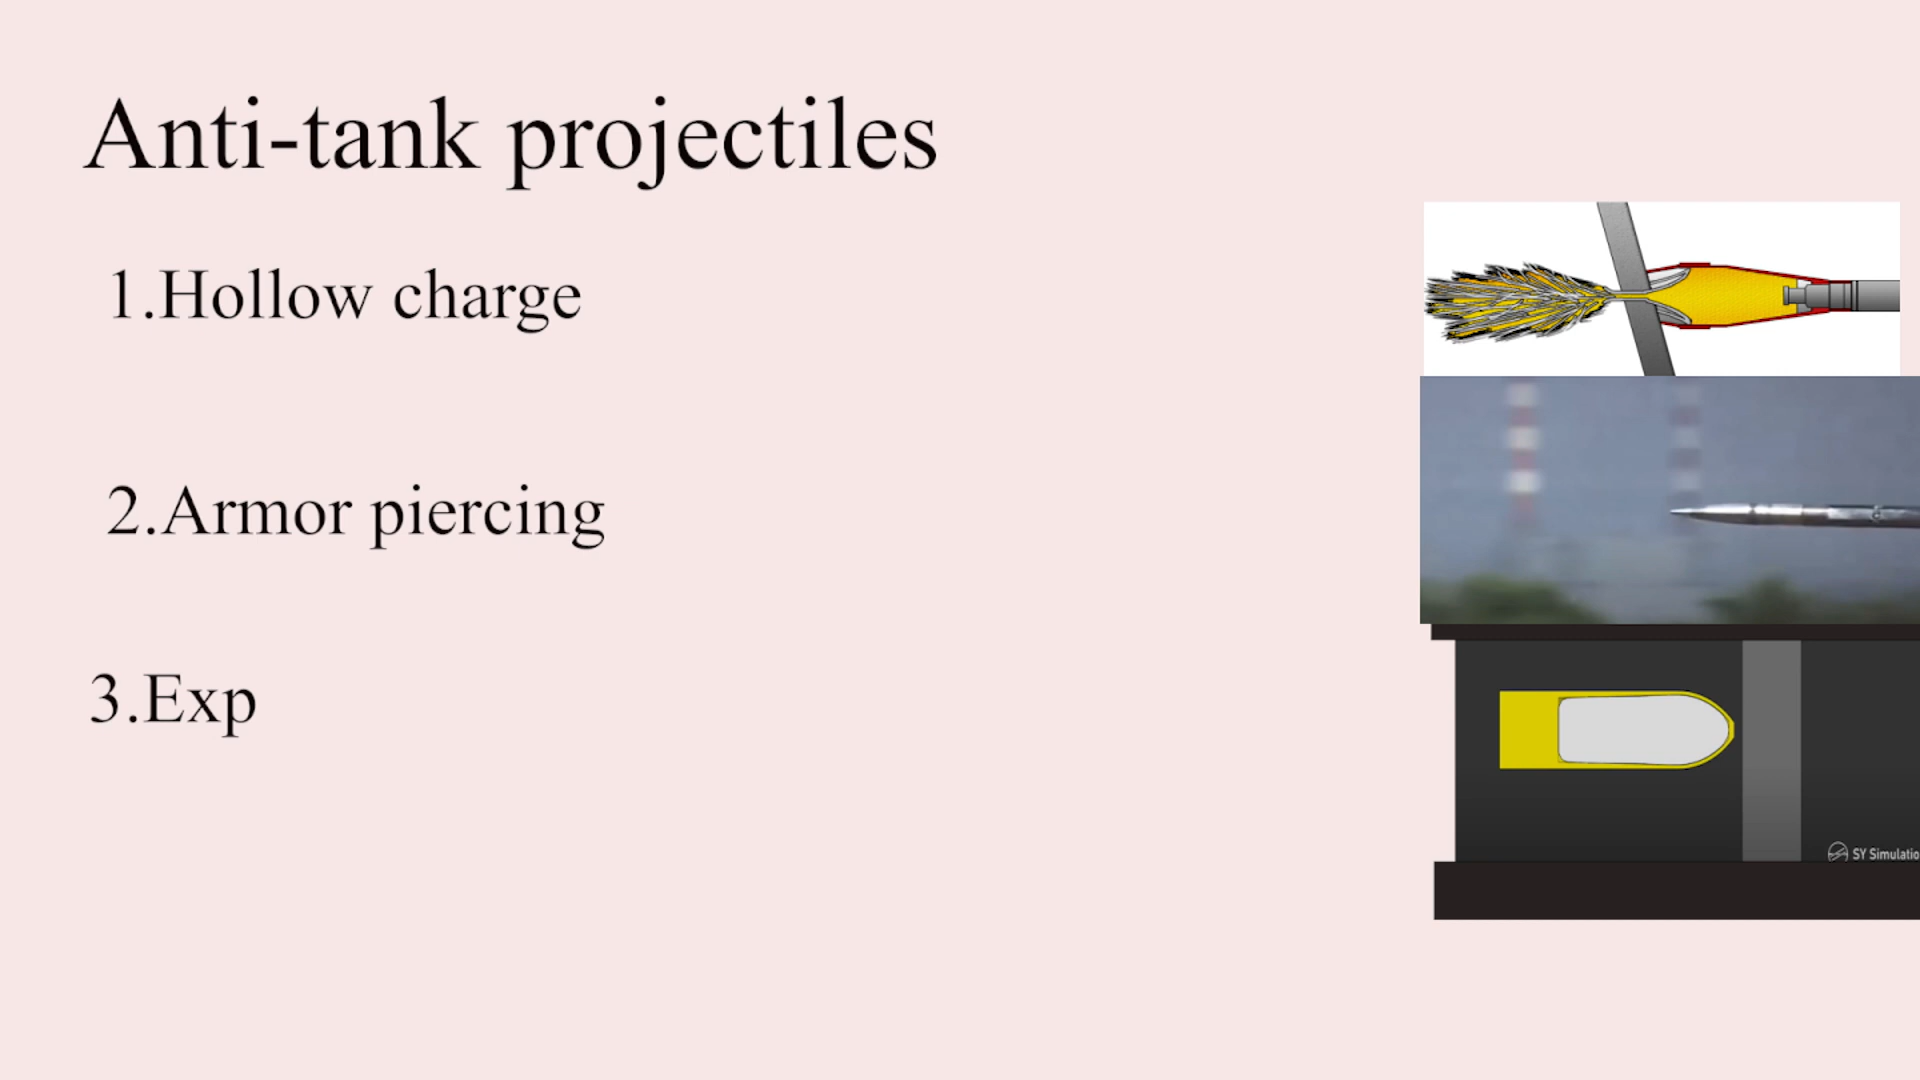 Anti-tank projectiles
1.Hollow charge
2.Armor piercing
3.Exp
SY Simulatio